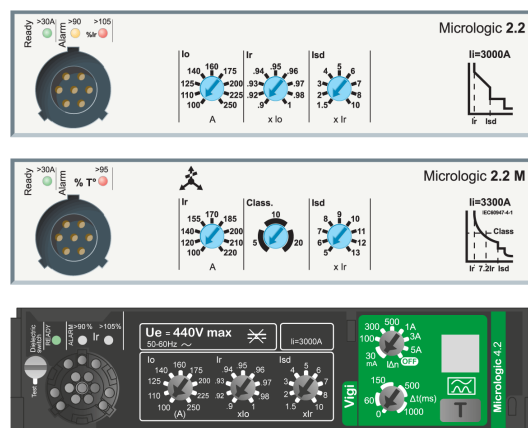 Ready
>30A
Alarm
>90
>105
%Ir
Micrologic 2.2
Io
140 160 175
125 200
110 225
100 250
A
Ir
.94 .95 .96
.93 .97
.92 .98
.9 1
x Io
Isd
4 5 6
3 7
2 8
1.5 10
x Ir
Ii=3000A
Ir Isd
Ready
>30A
Alarm
>95
% T°
Micrologic 2.2 M
Ir
155 170 185
140 200
120 210
100 220
A
Class.
10
5 20
Isd
8 9 10
7 11
6 12
5 13
x Ir
Ii=3300A
IEC60947-4-1
Class
Ir 7.2Ir Isd
Dielectric
switch
Test
READY
ALARM
>90% >105%
Ir
Ue = 440V max
50-60Hz
Ii=3000A
Io
140 160 175
125 200
110 225
100 250
(A)
Ir
.94 .95 .96
.93 .97
.92 .98
.9 1
xIo
Isd
4 5 6
3 7
2 8
1.5 10
xIr
Vigi
300 500 1A
100 3A
30 5A
mA IΔn OFF
150 500
60 Δt(ms)
0 1000
T
Micrologic 4.2